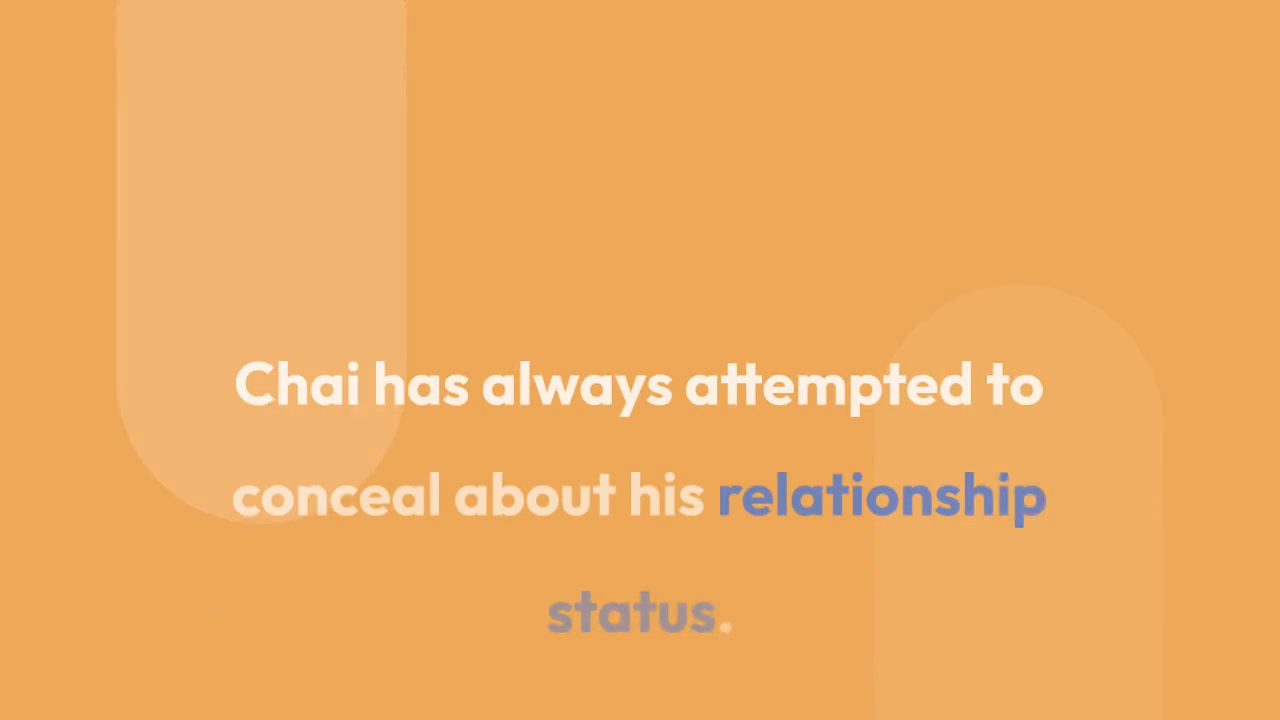 Chai has always attempted to
conceal about his relationship
status.